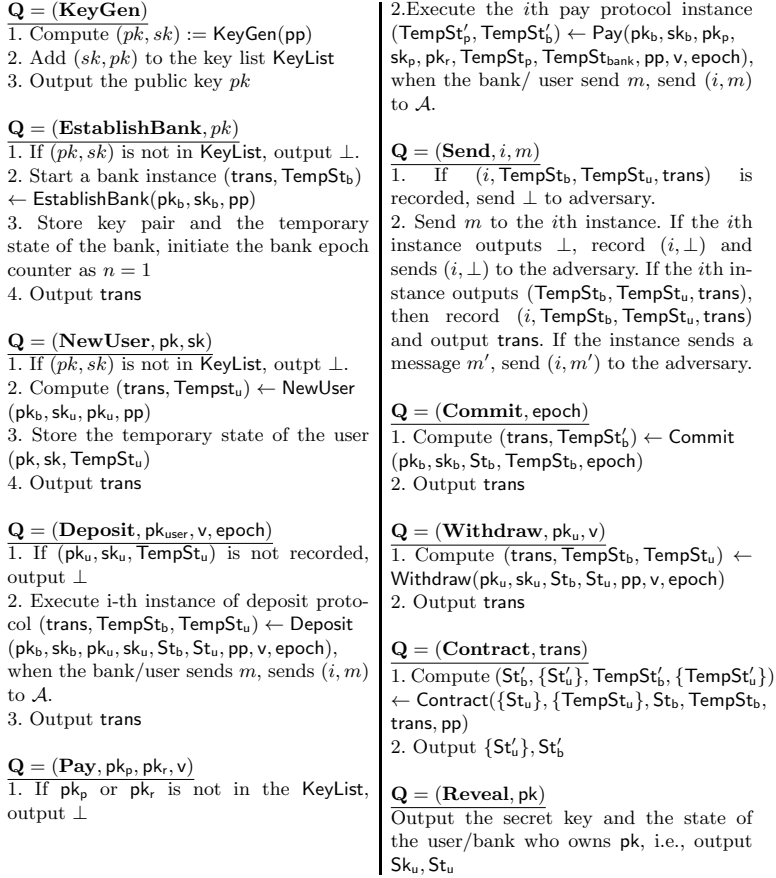 Q = (KeyGen)
1. Compute (pk, sk) := KeyGen(pp)
2. Add (sk, pk) to the key list KeyList
3. Output the public key pk
Q = (EstablishBank, pk)
1. If (pk, sk) is not in KeyList, output ⊥.
2. Start a bank instance (trans, TempSt_b)
← EstablishBank(pk_b, sk_b, pp)
3. Store key pair and the temporary
state of the bank, initiate the bank epoch
counter as n = 1
4. Output trans
Q = (NewUser, pk, sk)
1. If (pk, sk) is not in KeyList, outpt ⊥.
2. Compute (trans, Tempst_u) ← NewUser
(pk_b, sk_u, pk_u, pp)
3. Store the temporary state of the user
(pk, sk, TempSt_u)
4. Output trans
Q = (Deposit, pk_user, v, epoch)
1. If (pk_u, sk_u, TempSt_u) is not recorded,
output ⊥
2. Execute i-th instance of deposit proto-
col (trans, TempSt_b, TempSt_u) ← Deposit
(pk_b, sk_b, pk_u, sk_u, St_b, St_u, pp, v, epoch),
when the bank/user sends m, sends (i, m)
to A.
3. Output trans
Q = (Pay, pk_p, pk_r, v)
1. If pk_p or pk_r is not in the KeyList,
output ⊥
2.Execute the ith pay protocol instance
(TempSt′_p, TempSt′_b) ← Pay(pk_b, sk_b, pk_p,
sk_p, pk_r, TempSt_p, TempSt_bank, pp, v, epoch),
when the bank/ user send m, send (i, m)
to A.
Q = (Send, i, m)
1. If (i, TempSt_b, TempSt_u, trans) is
recorded, send ⊥ to adversary.
2. Send m to the ith instance. If the ith
instance outputs ⊥, record (i, ⊥) and
sends (i, ⊥) to the adversary. If the ith in-
stance outputs (TempSt_b, TempSt_u, trans),
then record (i, TempSt_b, TempSt_u, trans)
and output trans. If the instance sends a
message m′, send (i, m′) to the adversary.
Q = (Commit, epoch)
1. Compute (trans, TempSt′_b) ← Commit
(pk_b, sk_b, St_b, TempSt_b, epoch)
2. Output trans
Q = (Withdraw, pk_u, v)
1. Compute (trans, TempSt_b, TempSt_u) ←
Withdraw(pk_u, sk_u, St_b, St_u, pp, v, epoch)
2. Output trans
Q = (Contract, trans)
1. Compute (St′_b, {St′_u}, TempSt′_b, {TempSt′_u})
← Contract({St_u}, {TempSt_u}, St_b, TempSt_b,
trans, pp)
2. Output {St′_u}, St′_b
Q = (Reveal, pk)
Output the secret key and the state of
the user/bank who owns pk, i.e., output
Sk_u, St_u